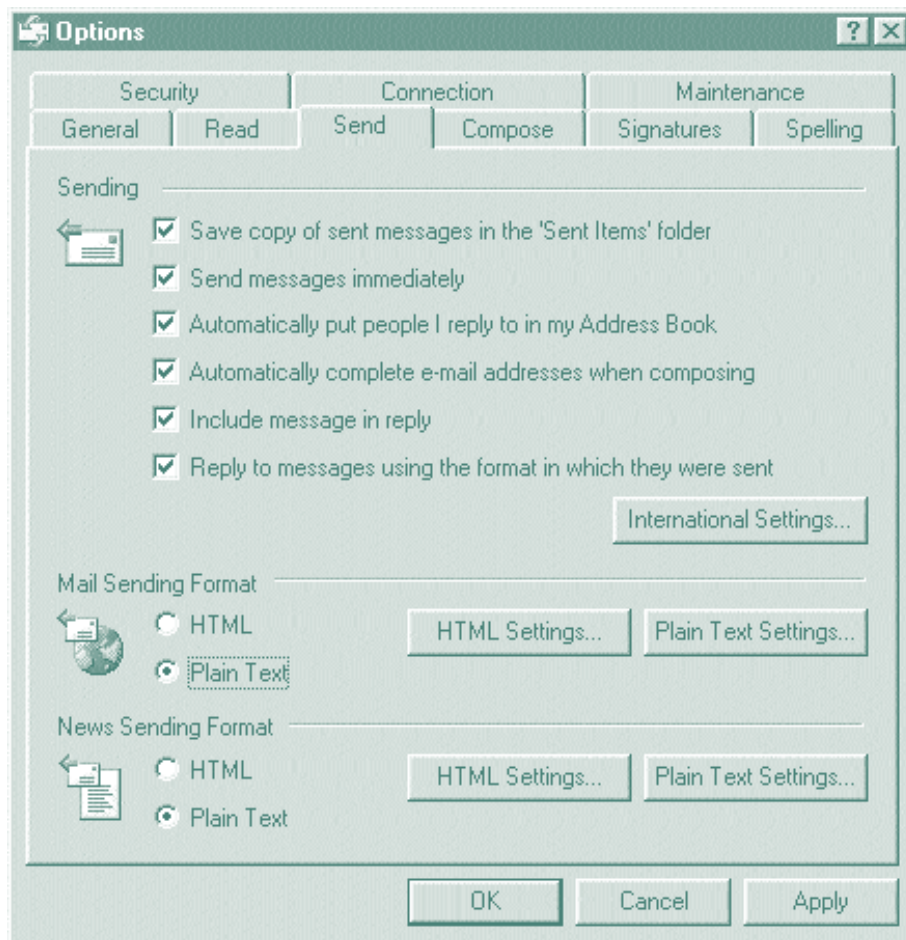 Options
Security Connection Maintenance
General Read Send Compose Signatures Spelling
Sending
Save copy of sent messages in the 'Sent Items' folder
Send messages immediately
Automatically put people I reply to in my Address Book
Automatically complete e-mail addresses when composing
Include message in reply
Reply to messages using the format in which they were sent
International Settings...
Mail Sending Format
HTML HTML Settings... Plain Text Settings...
Plain Text
News Sending Format
HTML HTML Settings... Plain Text Settings...
Plain Text
OK Cancel Apply